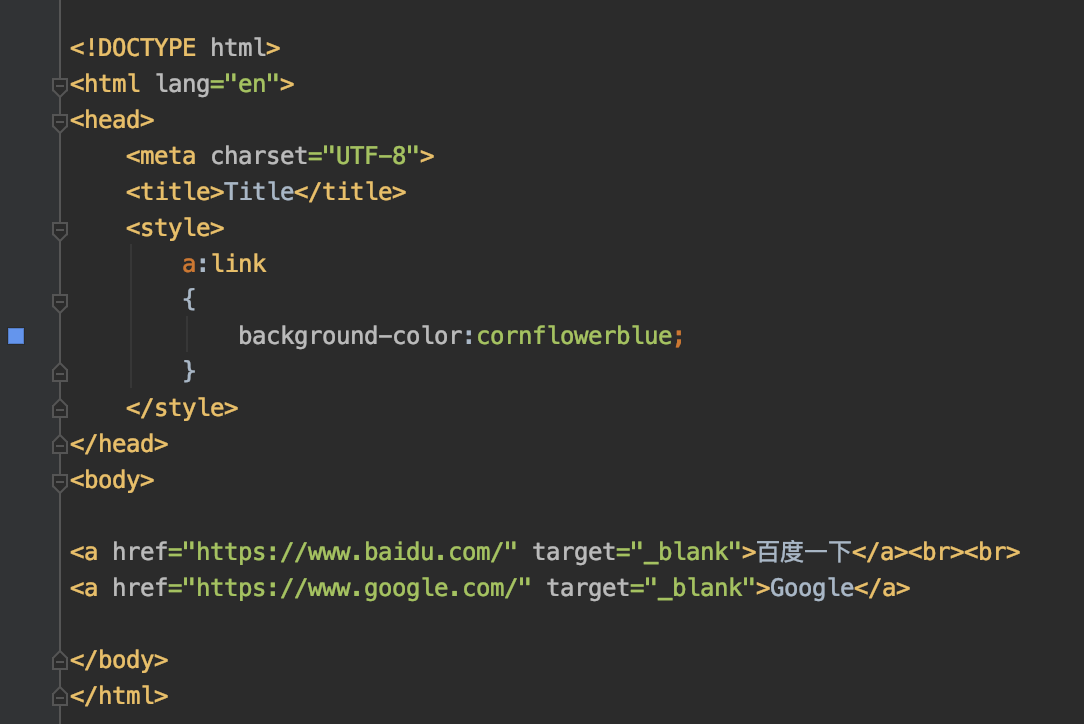 <!DOCTYPE html>
<html lang="en">
<head>
    <meta charset="UTF-8">
    <title>Title</title>
    <style>
        a:link
        {
            background-color:cornflowerblue;
        }
    </style>
</head>
<body>
<a href="https://www.baidu.com/" target="_blank">百度一下</a><br><br>
<a href="https://www.google.com/" target="_blank">Google</a>
</body>
</html>